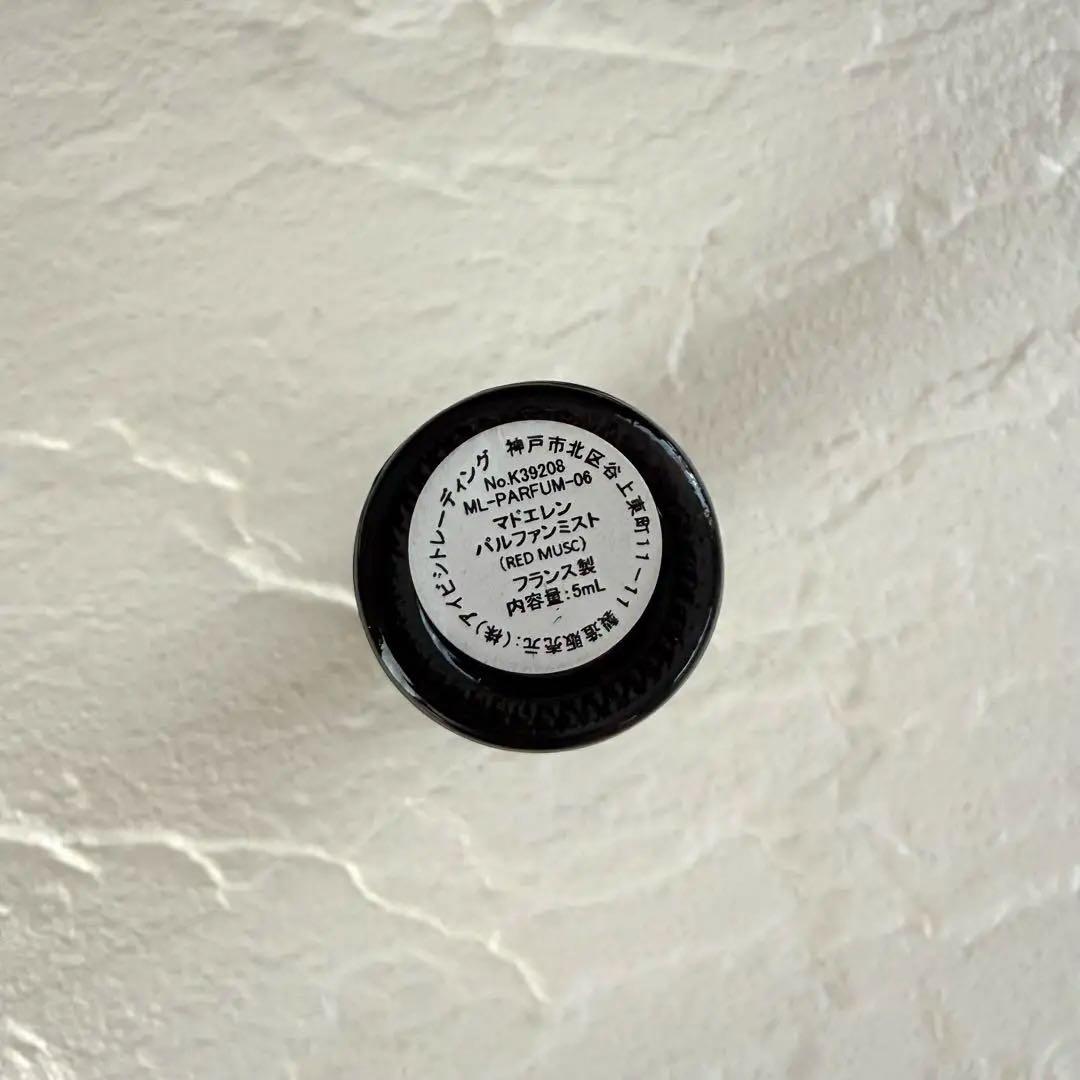 製造販売元:(株)アイビシトレーディング 神戸市北区谷上東町11-11
No.K39208
ML-PARFUM-06
マドエレン
パルファンミスト
(RED MUSC)
フランス製
内容量:5mL